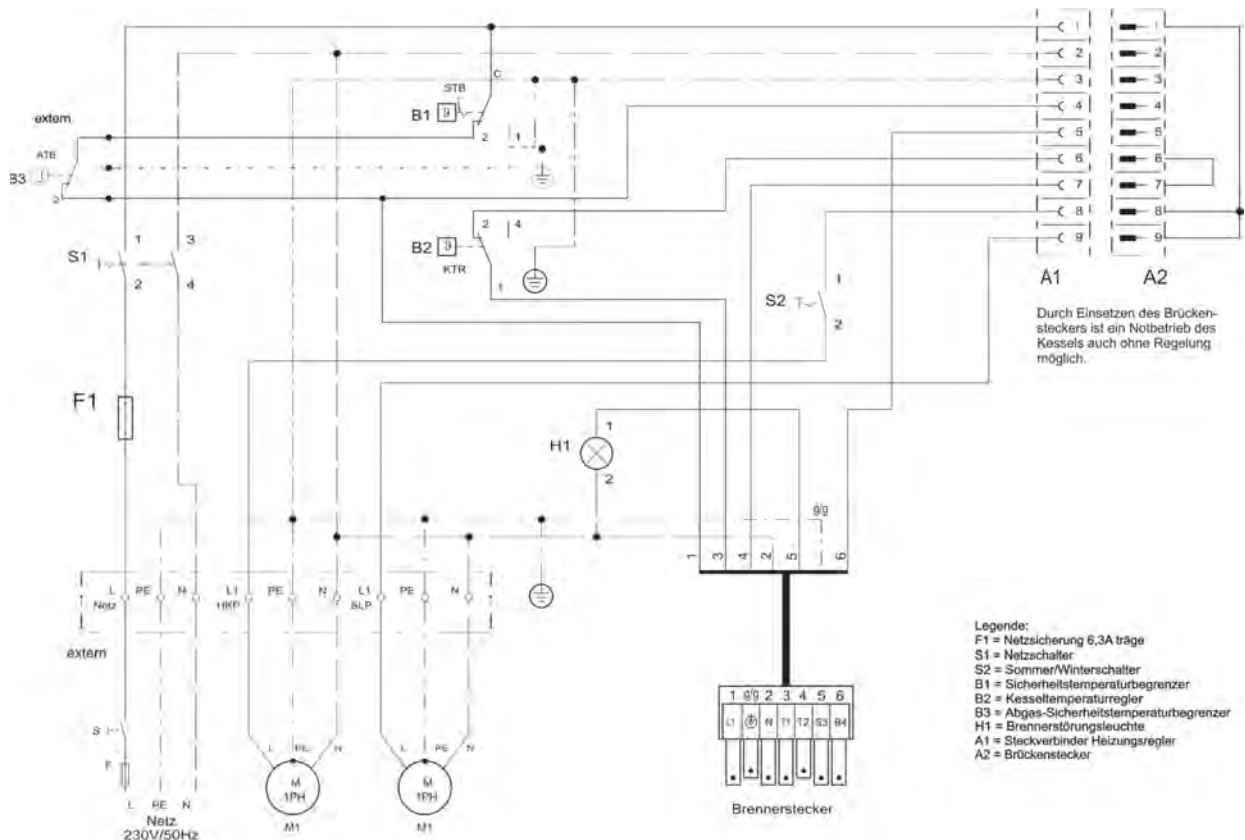 1 1
2 2
3 3
4 4
5 5
6 6
7 7
8 8
9 9
A1 A2
Durch Einsetzen des Brücken-
steckers ist ein Notbetrieb des
Kessels auch ohne Regelung
möglich.
C
STB
B1 9
2 1
extern
ATB
B3
2
2 4
B2 9
KTR
1
1 3
S1
2 4
1
S2
2
F1
1
H1
2
g/g
1 3 4 2 5 6
L PE N L1 PE N L1 PE N
Netz HKP SLP
extern
S
F
L PE N
Netz
230V/50Hz
L PE N
M
1PH
M1
L PE N
M
1PH
M1
1 g/g 2 3 4 5 6
L1 N T1 T2 S3 B4
Brennerstecker
Legende:
F1 = Netzsicherung 6,3A träge
S1 = Netzschalter
S2 = Sommer/Winterschalter
B1 = Sicherheitstemperaturbegrenzer
B2 = Kesseltemperaturregler
B3 = Abgas-Sicherheitstemperaturbegrenzer
H1 = Brennerstörungsleuchte
A1 = Steckverbinder Heizungsregler
A2 = Brückenstecker